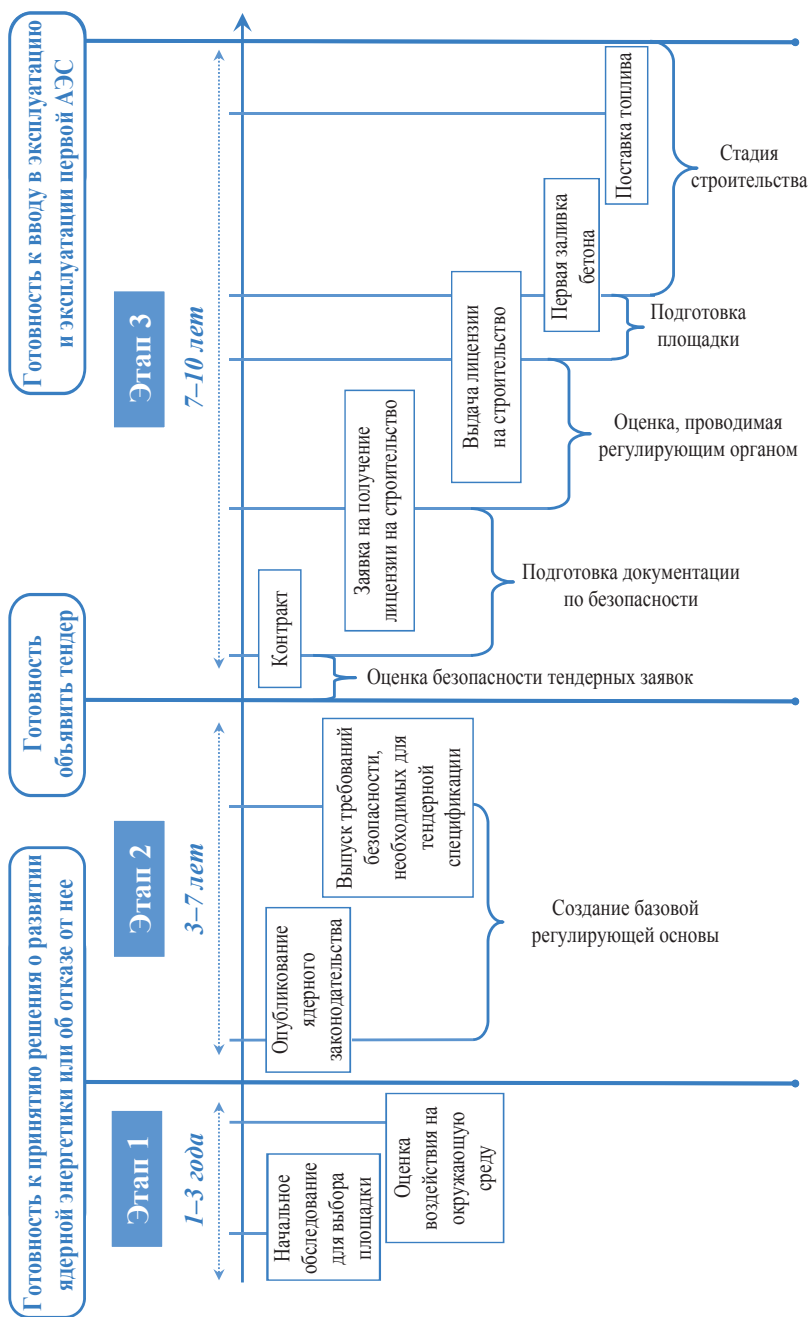 Готовность к принятию решения о развитии
ядерной энергетики или об отказе от нее
Готовность
объявить тендер
Готовность к вводу в эксплуатацию
и эксплуатации первой АЭС
Этап 1
Этап 2
Этап 3
1–3 года
3–7 лет
7–10 лет
Начальное
обследование
для выбора
площадки
Оценка
воздействия на
окружающую
среду
Опубликование
ядерного
законодательства
Выпуск требований
безопасности,
необходимых для
тендерной
спецификации
Создание базовой
регулирующей основы
Контракт
Оценка безопасности тендерных заявок
Заявка на получение
лицензии на строительство
Подготовка документации
по безопасности
Выдача лицензии
на строительство
Оценка, проводимая
регулирующим органом
Первая заливка
бетона
Подготовка
площадки
Поставка топлива
Стадия
строительства